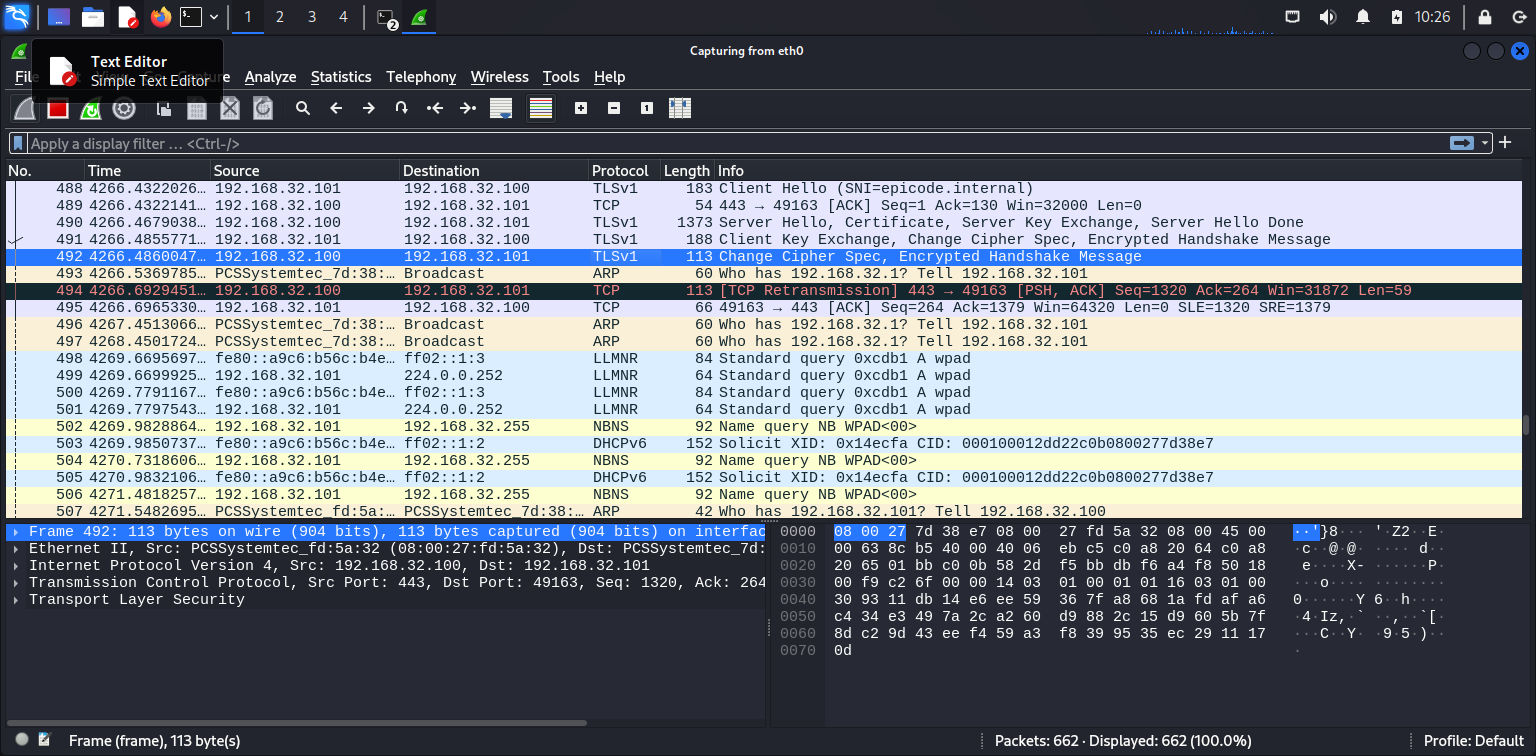 1 2 3 4 2 10:26
Capturing from eth0
Text Editor
Simple Text Editor
Analyze Statistics Telephony Wireless Tools Help
Apply a display filter … <Ctrl-/>
No. Time Source Destination Protocol Length Info
488 4266.4322026… 192.168.32.101 192.168.32.100 TLSv1 183 Client Hello (SNI=epicode.internal)
489 4266.4322141… 192.168.32.100 192.168.32.101 TCP 54 443 → 49163 [ACK] Seq=1 Ack=130 Win=32000 Len=0
490 4266.4679038… 192.168.32.100 192.168.32.101 TLSv1 1373 Server Hello, Certificate, Server Key Exchange, Server Hello Done
491 4266.4855771… 192.168.32.101 192.168.32.100 TLSv1 188 Client Key Exchange, Change Cipher Spec, Encrypted Handshake Message
492 4266.4860047… 192.168.32.100 192.168.32.101 TLSv1 113 Change Cipher Spec, Encrypted Handshake Message
493 4266.5369785… PCSSystemtec_7d:38:… Broadcast ARP 60 Who has 192.168.32.1? Tell 192.168.32.101
494 4266.6929451… 192.168.32.100 192.168.32.101 TCP 113 [TCP Retransmission] 443 → 49163 [PSH, ACK] Seq=1320 Ack=264 Win=31872 Len=59
495 4266.6965330… 192.168.32.101 192.168.32.100 TCP 66 49163 → 443 [ACK] Seq=264 Ack=1379 Win=64320 Len=0 SLE=1320 SRE=1379
496 4267.4513066… PCSSystemtec_7d:38:… Broadcast ARP 60 Who has 192.168.32.1? Tell 192.168.32.101
497 4268.4501724… PCSSystemtec_7d:38:… Broadcast ARP 60 Who has 192.168.32.1? Tell 192.168.32.101
498 4269.6695697… fe80::a9c6:b56c:b4e… ff02::1:3 LLMNR 84 Standard query 0xcdb1 A wpad
499 4269.6699925… 192.168.32.101 224.0.0.252 LLMNR 64 Standard query 0xcdb1 A wpad
500 4269.7791167… fe80::a9c6:b56c:b4e… ff02::1:3 LLMNR 84 Standard query 0xcdb1 A wpad
501 4269.7797543… 192.168.32.101 224.0.0.252 LLMNR 64 Standard query 0xcdb1 A wpad
502 4269.9828864… 192.168.32.101 192.168.32.255 NBNS 92 Name query NB WPAD<00>
503 4269.9850737… fe80::a9c6:b56c:b4e… ff02::1:2 DHCPv6 152 Solicit XID: 0x14ecfa CID: 000100012dd22c0b0800277d38e7
504 4270.7318606… 192.168.32.101 192.168.32.255 NBNS 92 Name query NB WPAD<00>
505 4270.9832106… fe80::a9c6:b56c:b4e… ff02::1:2 DHCPv6 152 Solicit XID: 0x14ecfa CID: 000100012dd22c0b0800277d38e7
506 4271.4818257… 192.168.32.101 192.168.32.255 NBNS 92 Name query NB WPAD<00>
507 4271.5482695… PCSSystemtec_fd:5a:… PCSSystemtec_7d:38:… ARP 42 Who has 192.168.32.101? Tell 192.168.32.100
Frame 492: 113 bytes on wire (904 bits), 113 bytes captured (904 bits) on interfac
Ethernet II, Src: PCSSystemtec_fd:5a:32 (08:00:27:fd:5a:32), Dst: PCSSystemtec_7d:
Internet Protocol Version 4, Src: 192.168.32.100, Dst: 192.168.32.101
Transmission Control Protocol, Src Port: 443, Dst Port: 49163, Seq: 1320, Ack: 264
Transport Layer Security
0000 08 00 27 7d 38 e7 08 00 27 fd 5a 32 08 00 45 00 ··'}8··· '·Z2··E·
0010 00 63 8c b5 40 00 40 06 eb c5 c0 a8 20 64 c0 a8 ·c··@·@· ···· d··
0020 20 65 01 bb c0 0b 58 2d f5 bb db f6 a4 f8 50 18 e····X- ······P·
0030 00 f9 c2 6f 00 00 14 03 01 00 01 01 16 03 01 00 ···o···· ········
0040 30 93 11 db 14 e6 ee 59 36 7f a8 68 1a fd af a6 0······Y 6··h····
0050 c4 34 e3 49 7a 2c a2 60 d9 88 2c 15 d9 60 5b 7f ·4·Iz,·` ··,··`[·
0060 8d c2 9d 43 ee f4 59 a3 f8 39 95 35 ec 29 11 17 ···C··Y· ·9·5·)··
0070 0d ·
Frame (frame), 113 byte(s) Packets: 662 · Displayed: 662 (100.0%) Profile: Default